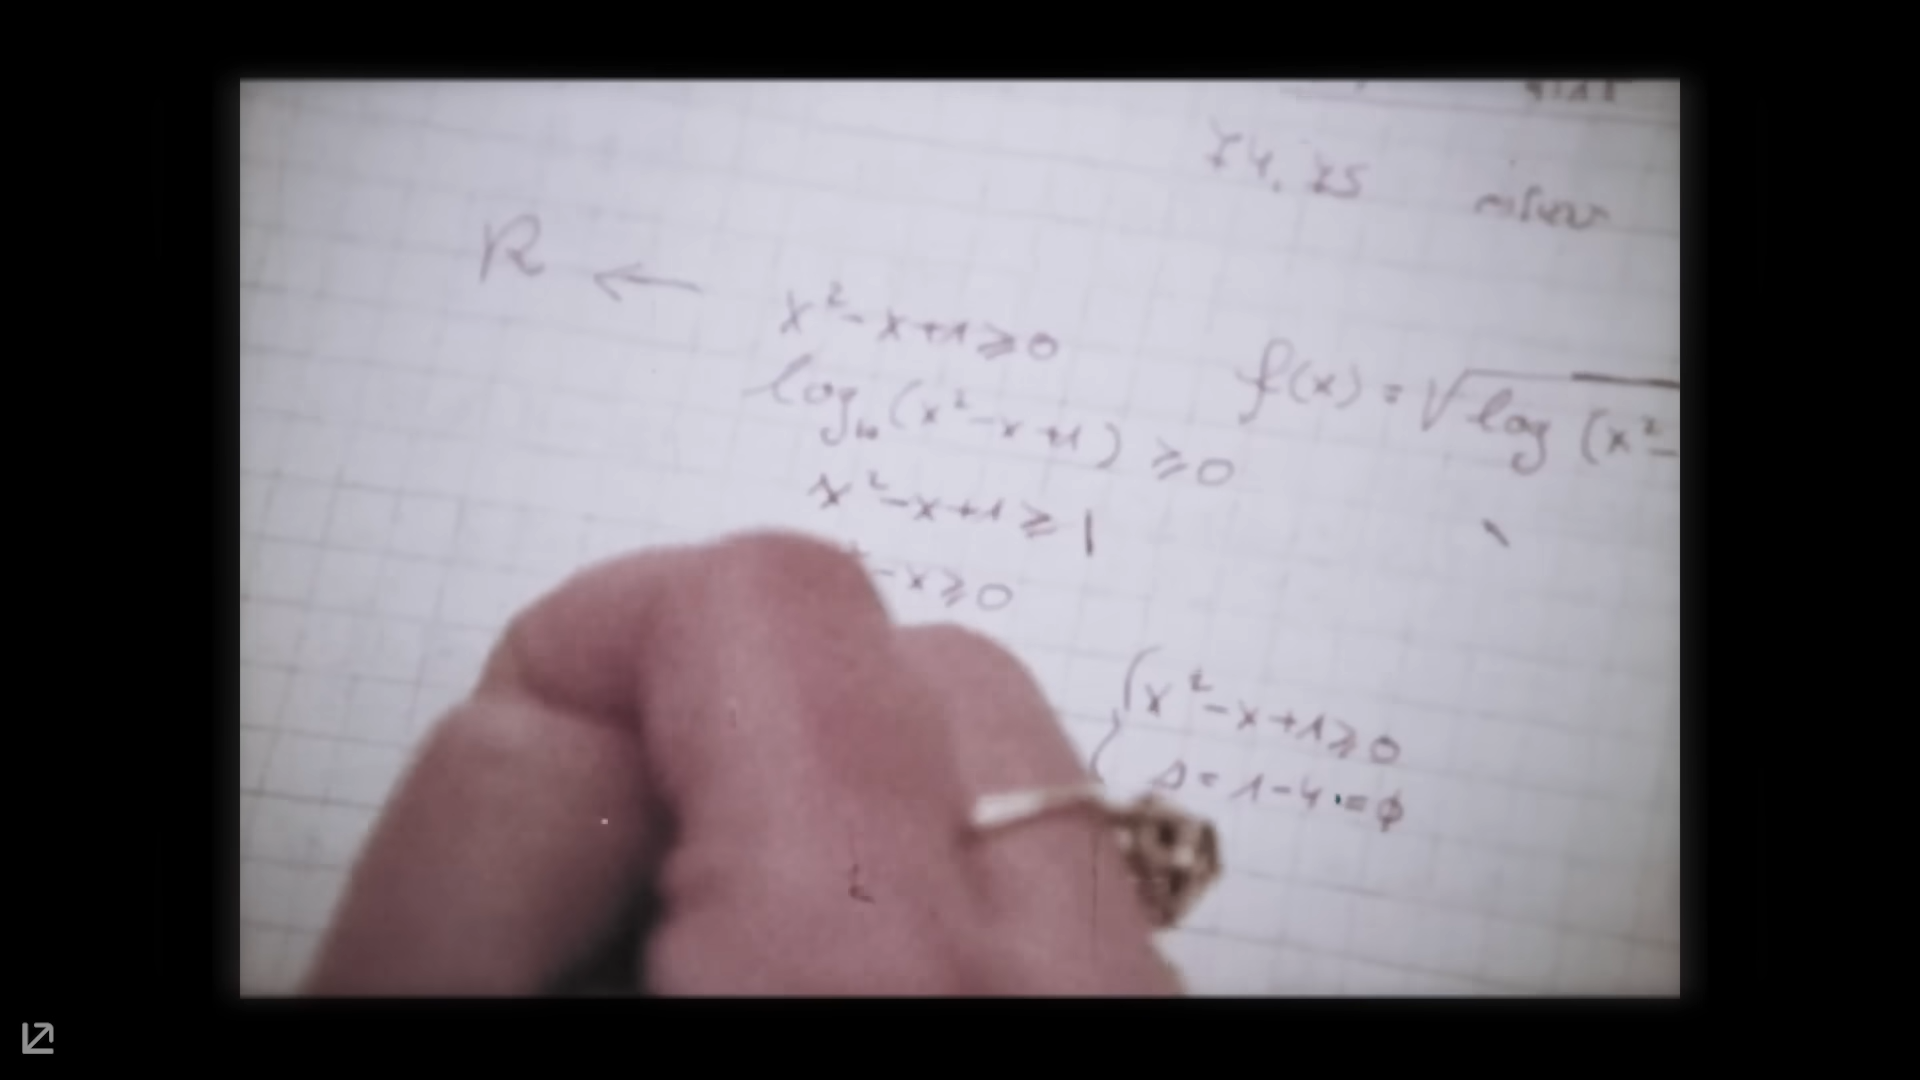 74, 75
R ← x² - x + 1 ≥ 0
f(x) = √log (x² -
log₁₀ (x² - x + 1) ≥ 0
x² - x + 1 ≥ 1
- x ≥ 0
{ x² - x + 1 ≥ 0
Δ = 1 - 4 · = ϕ